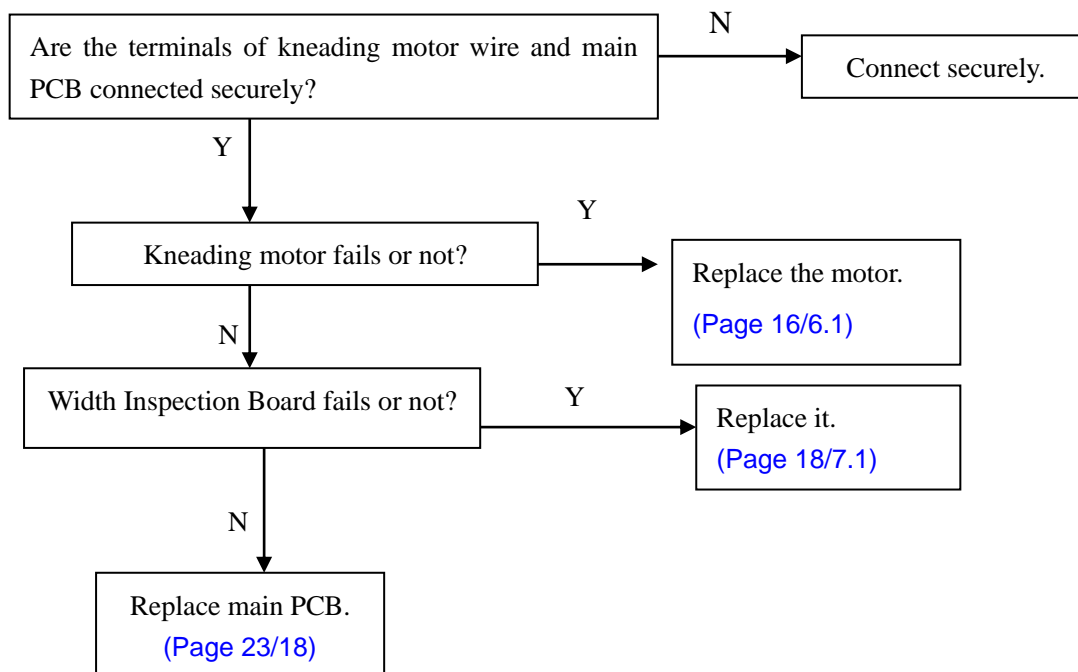 Are the terminals of kneading motor wire and main
PCB connected securely?
N
Connect securely.
Y
Kneading motor fails or not?
Y
Replace the motor.
(Page 16/6.1)
N
Width Inspection Board fails or not?
Y
Replace it.
(Page 18/7.1)
N
Replace main PCB.
(Page 23/18)